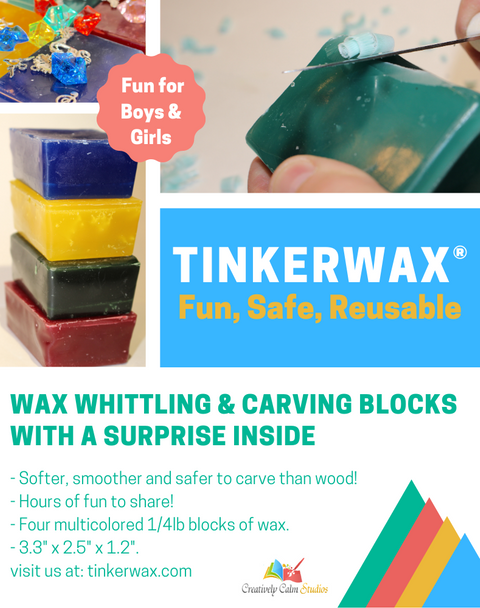 Fun for
Boys &
Girls
TINKERWAX®
Fun, Safe, Reusable
WAX WHITTLING & CARVING BLOCKS
WITH A SURPRISE INSIDE
- Softer, smoother and safer to carve than wood!
- Hours of fun to share!
- Four multicolored 1/4lb blocks of wax.
- 3.3" x 2.5" x 1.2".
visit us at: tinkerwax.com
Creatively Calm Studios